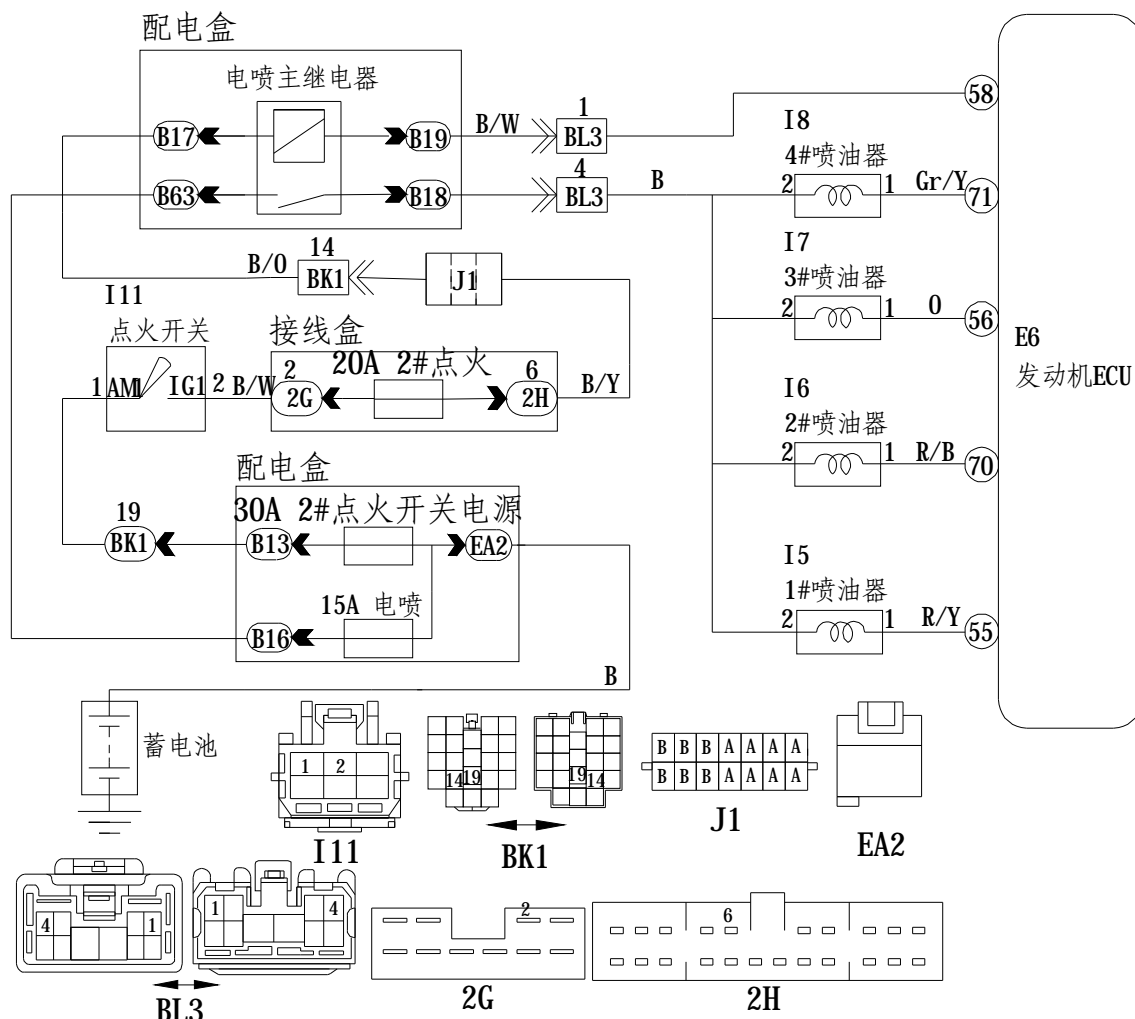 配电盒
电喷主继电器
B17
B19
B/W
1
BL3
58
B63
B18
4
BL3
B
I8
4#喷油器
2
1
Gr/Y
71
I7
3#喷油器
2
1
O
56
I6
2#喷油器
2
1
R/B
70
I5
1#喷油器
2
1
R/Y
55
E6
发动机ECU
B/O
14
BK1
J1
I11
点火开关
1
AM1
IG1
2
B/W
接线盒
20A 2#点火
2
2G
6
2H
B/Y
配电盒
30A 2#点火开关电源
19
BK1
B13
EA2
15A 电喷
B16
B
蓄电池
1 2
I11
14 19
19 14
BK1
B B B A A A A
B B B A A A A
J1
EA2
4 1
1 4
BL3
2
2G
6
2H